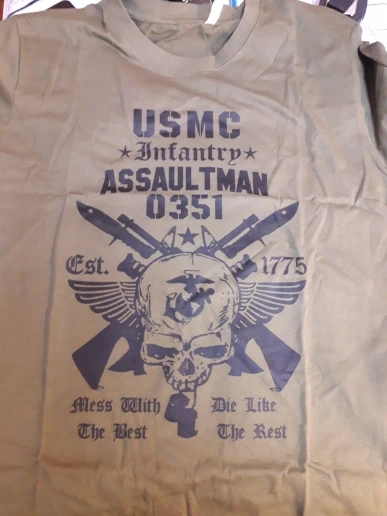 USMC
★Infantry★
ASSAULTMAN
0351
Est. 1775
Mess With Die Like
The Best The Rest